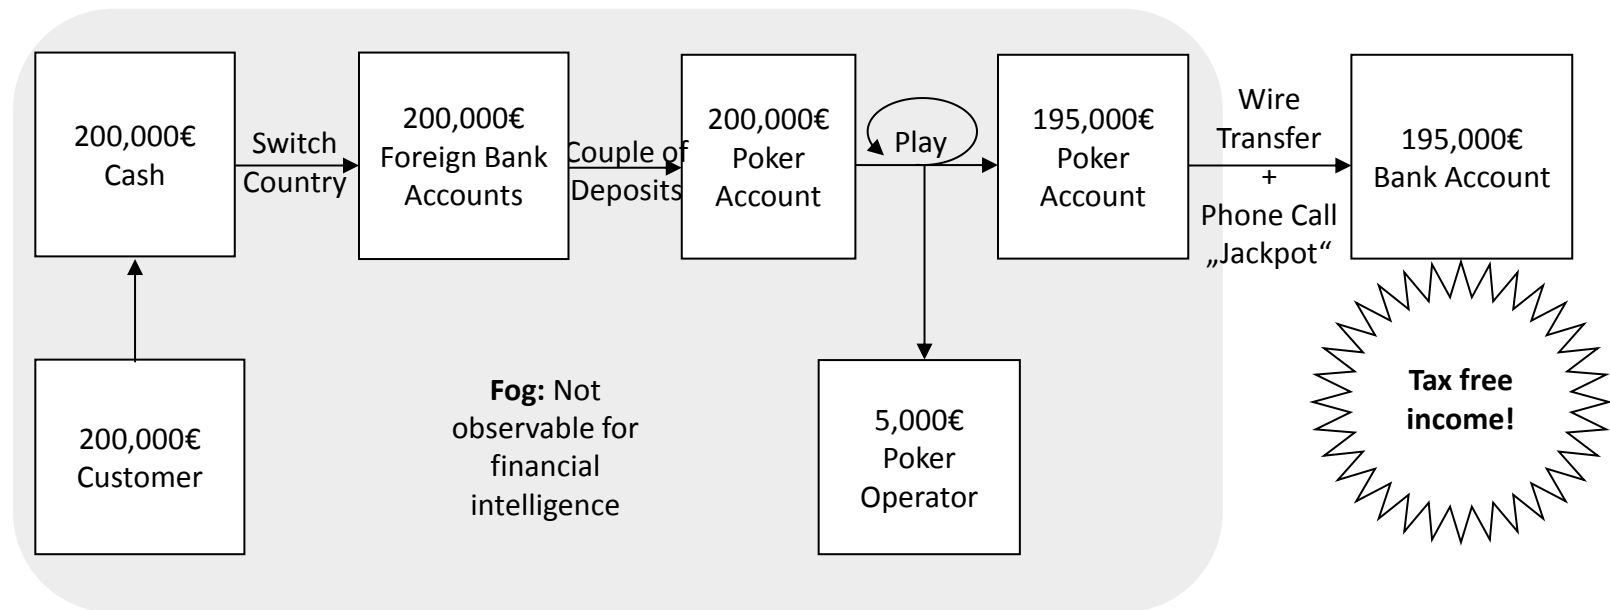 200,000€
Cash
Switch
Country
200,000€
Foreign Bank
Accounts
Couple of
Deposits
200,000€
Poker
Account
Play
195,000€
Poker
Account
Wire
Transfer
+
Phone Call
„Jackpot“
195,000€
Bank Account
200,000€
Customer
Fog: Not
observable for
financial
intelligence
5,000€
Poker
Operator
Tax free
income!